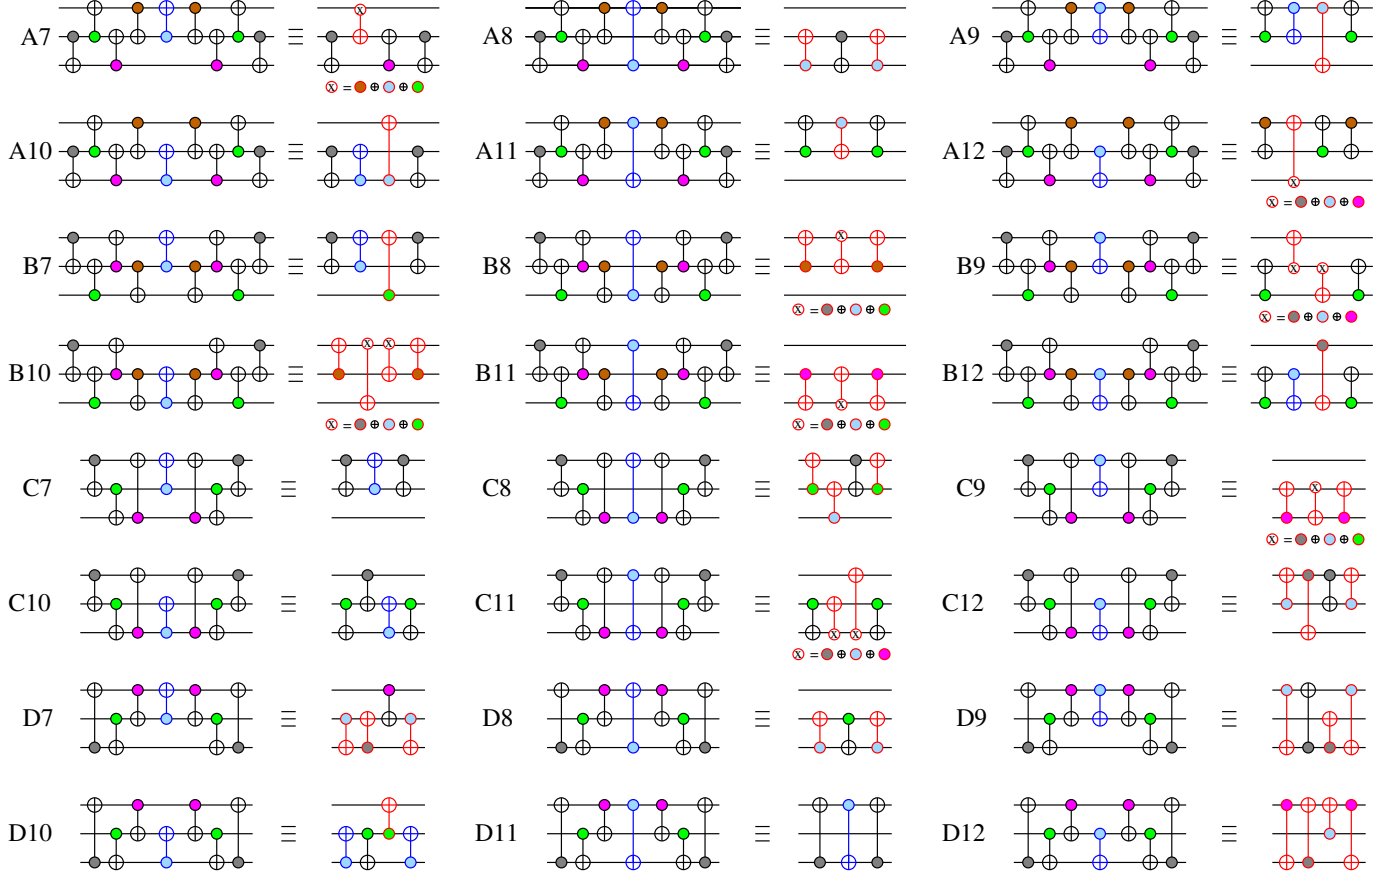 A7 ≡ x A8 ≡ A9 ≡
x = ⊕ ⊕
A10 ≡ A11 ≡ A12 ≡ x
x = ⊕ ⊕
B7 ≡ B8 ≡ x B9 ≡ x x
x = ⊕ ⊕ x = ⊕ ⊕
B10 ≡ x x B11 ≡ x B12 ≡
x = ⊕ ⊕ x = ⊕ ⊕
C7 ≡ C8 ≡ C9 ≡ x
x = ⊕ ⊕
C10 ≡ C11 ≡ x x C12 ≡
x = ⊕ ⊕
D7 ≡ D8 ≡ D9 ≡
D10 ≡ D11 ≡ D12 ≡